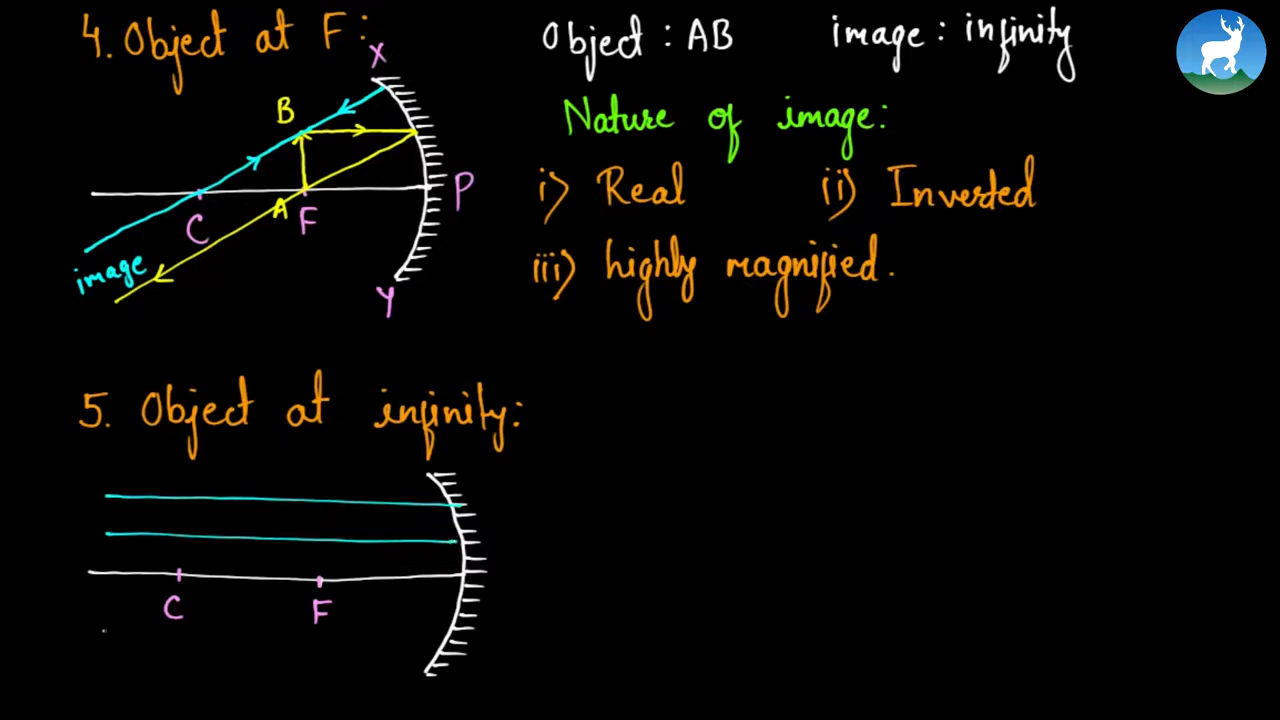 4. Object at F:
Object : AB
image : infinity
X
B
Nature of image:
i) Real
ii) Inverted
P
C
A
F
image
iii) highly magnified.
Y
5. Object at infinity:
C
F